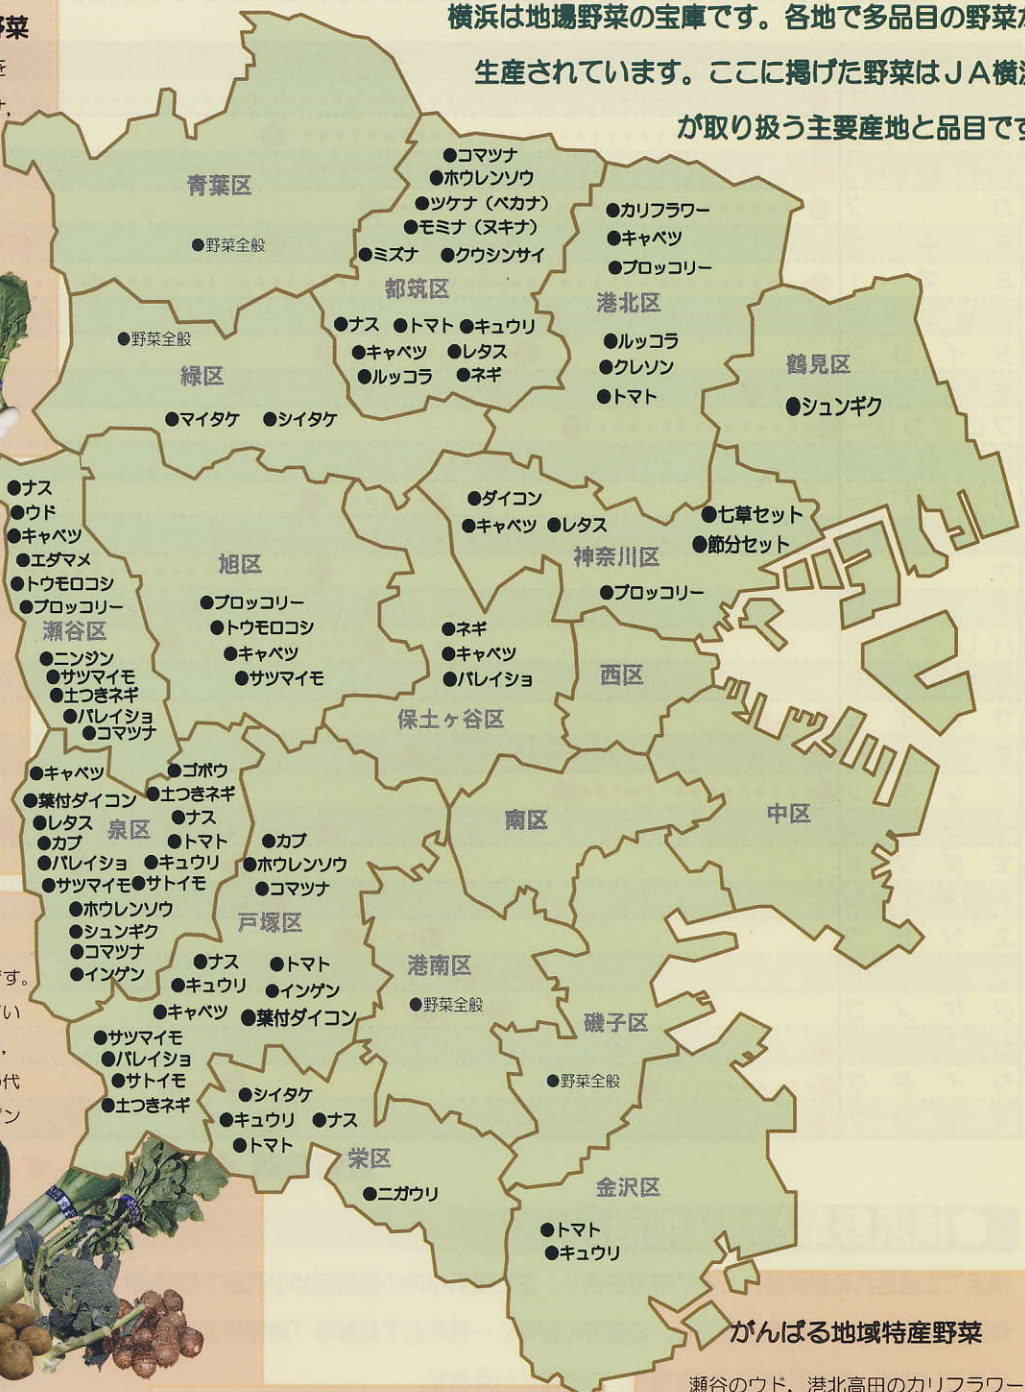 横浜は地場野菜の宝庫です。各地で多品目の野菜が
生産されています。ここに掲げた野菜はＪＡ横浜
が取り扱う主要産地と品目です
野菜
を
青葉区
●野菜全般
●コマツナ
●ホウレンソウ
●ツケナ（ベカナ）
●モミナ（ヌキナ）
●ミズナ ●クウシンサイ
都筑区
●ナス ●トマト ●キュウリ
●キャベツ ●レタス
●ルッコラ ●ネギ
●カリフラワー
●キャベツ
●ブロッコリー
港北区
●ルッコラ
●クレソン
●トマト
鶴見区
●シュンギク
●野菜全般
緑区
●マイタケ ●シイタケ
●ナス
●ウド
●キャベツ
●エダマメ
●トウモロコシ
●ブロッコリー
瀬谷区
●ニンジン
●サツマイモ
●土つきネギ
●バレイショ
●コマツナ
旭区
●ブロッコリー
●トウモロコシ
●キャベツ
●サツマイモ
●ダイコン
●キャベツ ●レタス
●七草セット
●節分セット
神奈川区
●ブロッコリー
●ネギ
●キャベツ
●バレイショ
保土ヶ谷区
西区
南区
中区
●キャベツ ●ゴボウ
●葉付ダイコン ●土つきネギ
●レタス 泉区 ●ナス
●カブ ●トマト
●バレイショ ●キュウリ
●サツマイモ●サトイモ
●ホウレンソウ
●シュンギク
●コマツナ
●インゲン
●カブ
●ホウレンソウ
●コマツナ
戸塚区
●ナス ●トマト
●キュウリ ●インゲン
●キャベツ ●葉付ダイコン
●サツマイモ
●バレイショ
●サトイモ
●土つきネギ
港南区
●野菜全般
磯子区
●野菜全般
●シイタケ
●キュウリ ●ナス
●トマト
栄区
●ニガウリ
金沢区
●トマト
●キュウリ
です。
い
の代
ン
がんばる地域特産野菜
瀬谷のウド，港北高田のカリフラワー